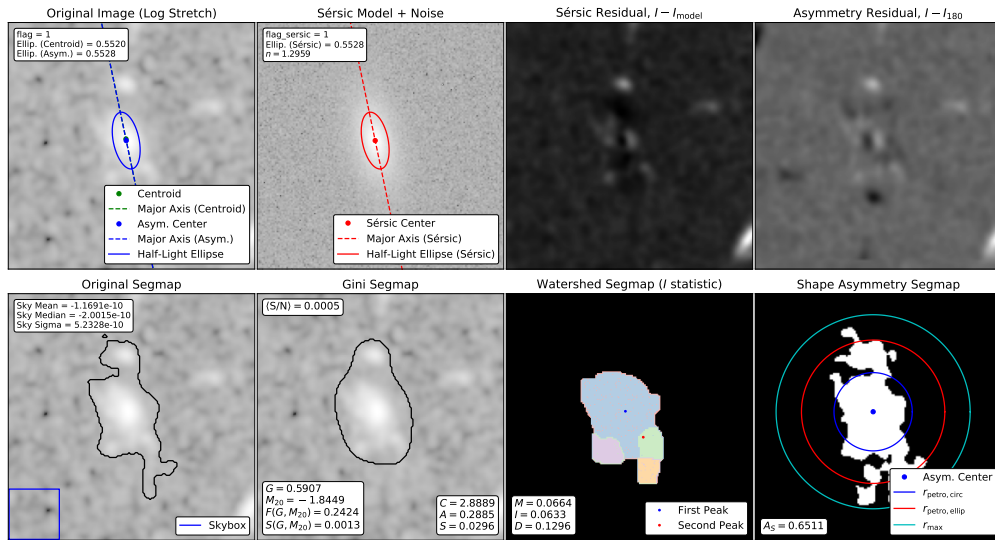 Original Image (Log Stretch)
flag = 1
Ellip. (Centroid) = 0.5520
Ellip. (Asym.) = 0.5528
Centroid
Major Axis (Centroid)
Asym. Center
Major Axis (Asym.)
Half-Light Ellipse
Sérsic Model + Noise
flag_sersic = 1
Ellip. (Sérsic) = 0.5528
n = 1.2959
Sérsic Center
Major Axis (Sérsic)
Half-Light Ellipse (Sérsic)
Sérsic Residual, I − I_model
Asymmetry Residual, I − I_180
Original Segmap
Sky Mean = -1.1691e-10
Sky Median = -2.0015e-10
Sky Sigma = 5.2328e-10
Skybox
Gini Segmap
⟨S/N⟩ = 0.0005
G = 0.5907
M_20 = −1.8449
F(G, M_20) = 0.2424
S(G, M_20) = 0.0013
C = 2.8889
A = 0.2885
S = 0.0296
Watershed Segmap (I statistic)
M = 0.0664
I = 0.0633
D = 0.1296
First Peak
Second Peak
Shape Asymmetry Segmap
A_S = 0.6511
Asym. Center
r_petro, circ
r_petro, ellip
r_max